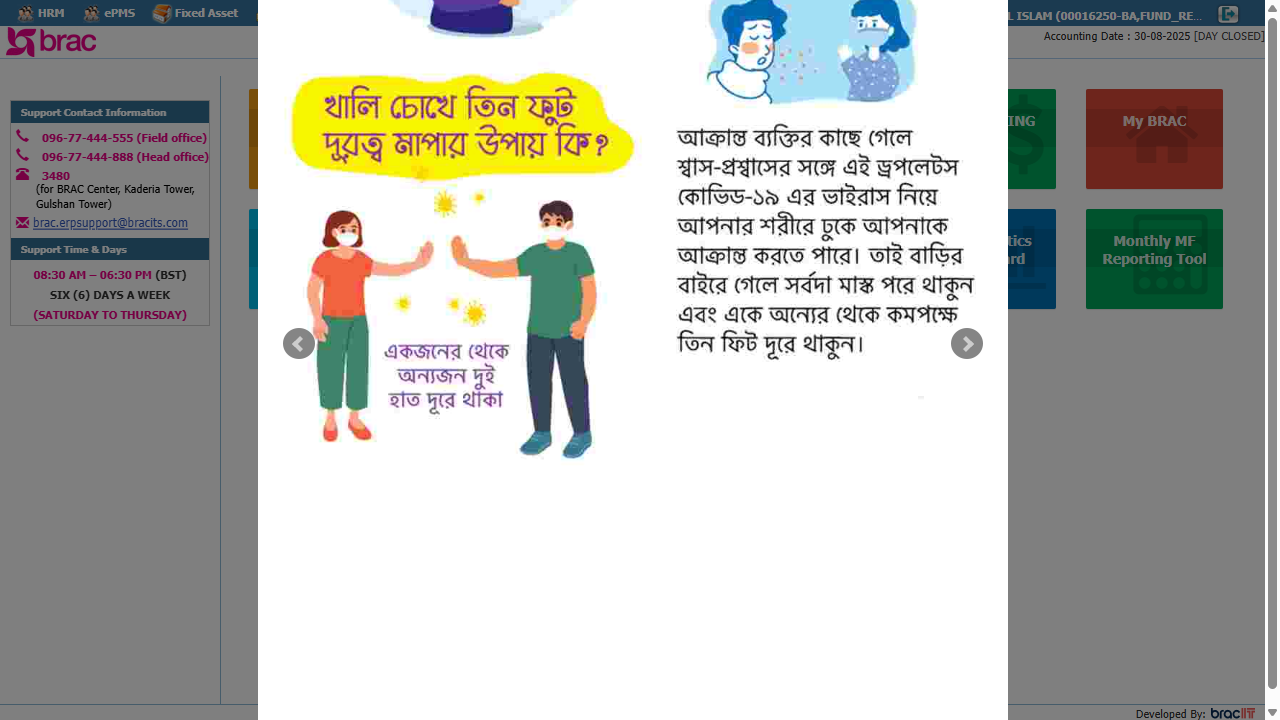 HRM ePMS Fixed Asset
L ISLAM (00016250-BA,FUND_RE...
brac
Accounting Date : 30-08-2025 [DAY CLOSED]
Support Contact Information
096-77-444-555 (Field office)
096-77-444-888 (Head office)
3480
(for BRAC Center, Kaderia Tower,
Gulshan Tower)
brac.erpsupport@bracits.com
Support Time & Days
08:30 AM – 06:30 PM (BST)
SIX (6) DAYS A WEEK
(SATURDAY TO THURSDAY)
খালি চোখে তিন ফুট
দূরত্ব মাপার উপায় কি?
একজনের থেকে
অন্যজন দুই
হাত দূরে থাকা
আক্রান্ত ব্যক্তির কাছে গেলে
শ্বাস-প্রশ্বাসের সঙ্গে এই ড্রপলেটস
কোভিড-১৯ এর ভাইরাস নিয়ে
আপনার শরীরে ঢুকে আপনাকে
আক্রান্ত করতে পারে। তাই বাড়ির
বাইরে গেলে সর্বদা মাস্ক পরে থাকুন
এবং একে অন্যের থেকে কমপক্ষে
তিন ফিট দূরে থাকুন।
My BRAC
Monthly MF
Reporting Tool
Developed By: bracIT